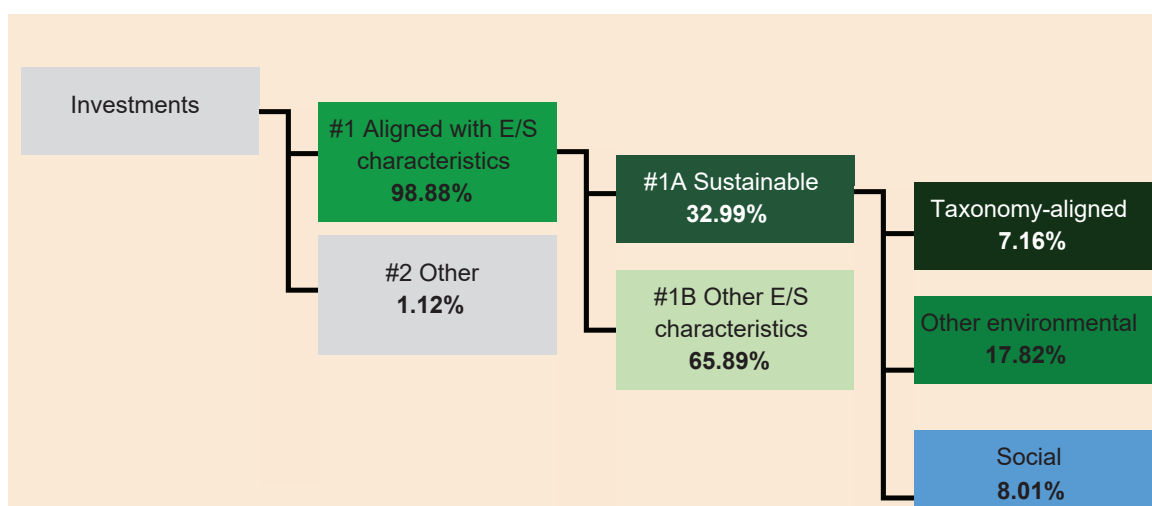 Investments
#1 Aligned with E/S
characteristics
98.88%
#2 Other
1.12%
#1A Sustainable
32.99%
#1B Other E/S
characteristics
65.89%
Taxonomy-aligned
7.16%
Other environmental
17.82%
Social
8.01%